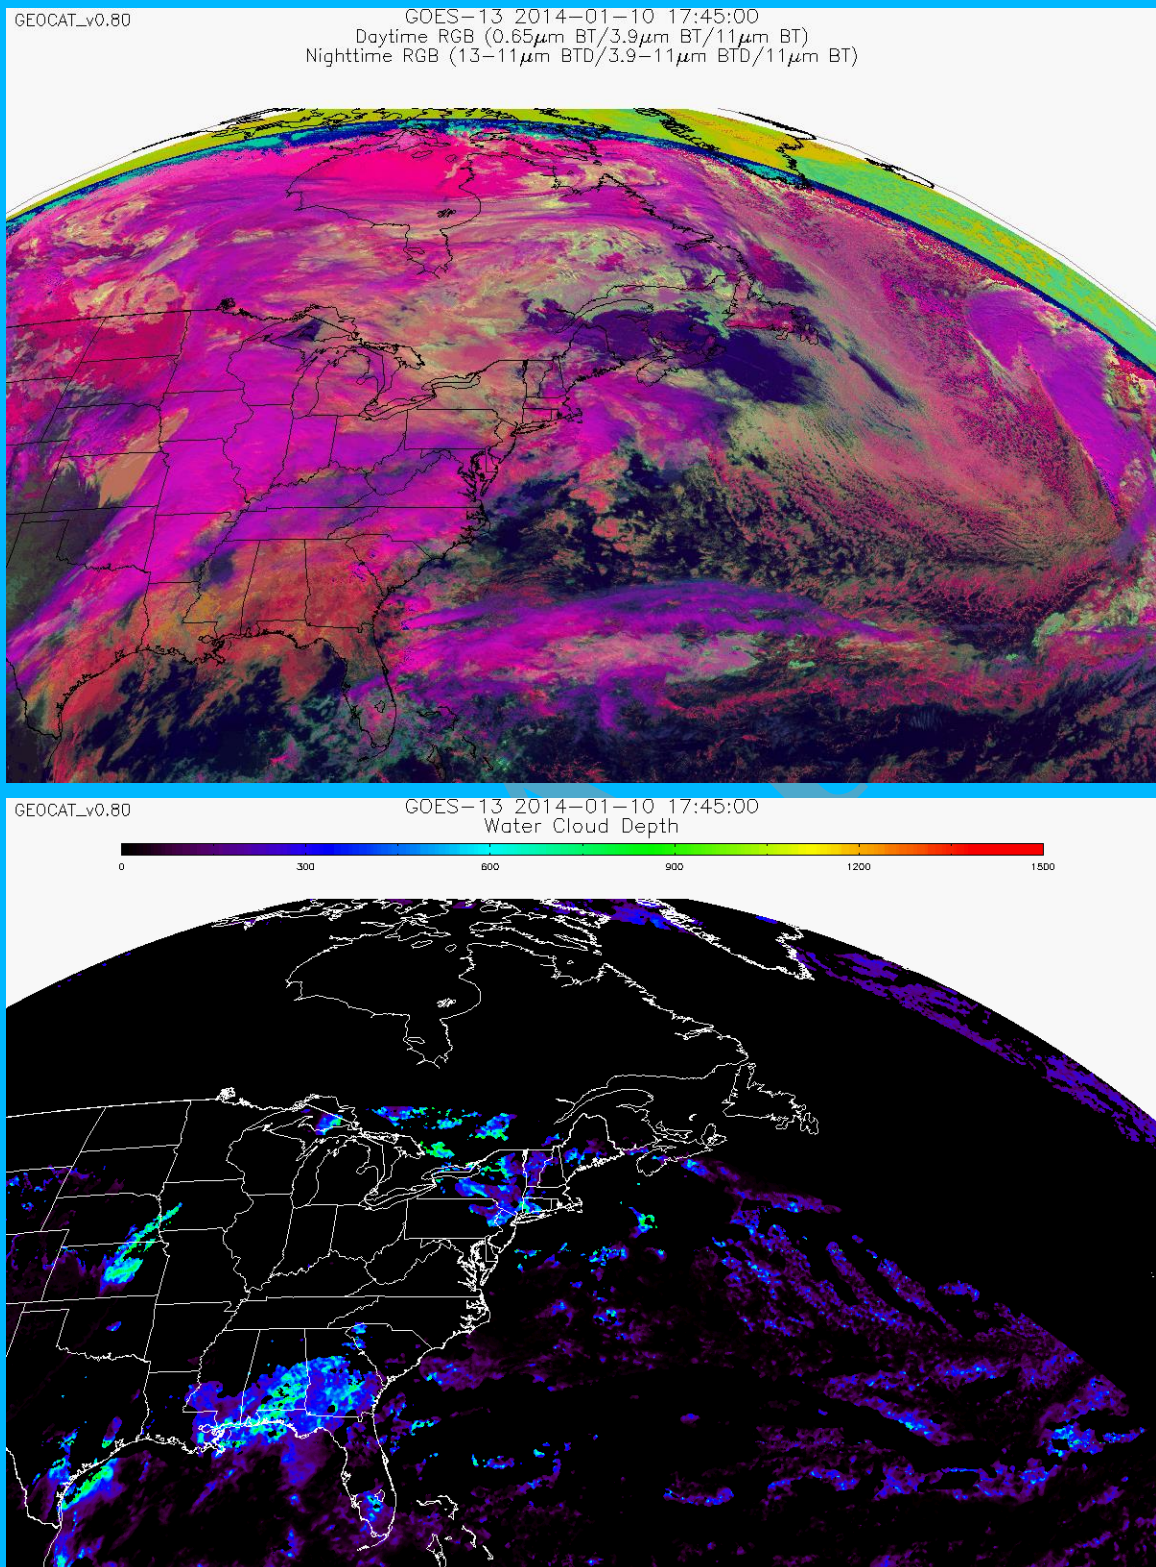 GEOCAT_v0.80
GOES-13 2014-01-10 17:45:00
Daytime RGB (0.65μm BT/3.9μm BT/11μm BT)
Nighttime RGB (13-11μm BTD/3.9-11μm BTD/11μm BT)
GEOCAT_v0.80
GOES-13 2014-01-10 17:45:00
Water Cloud Depth
0 300 600 900 1200 1500